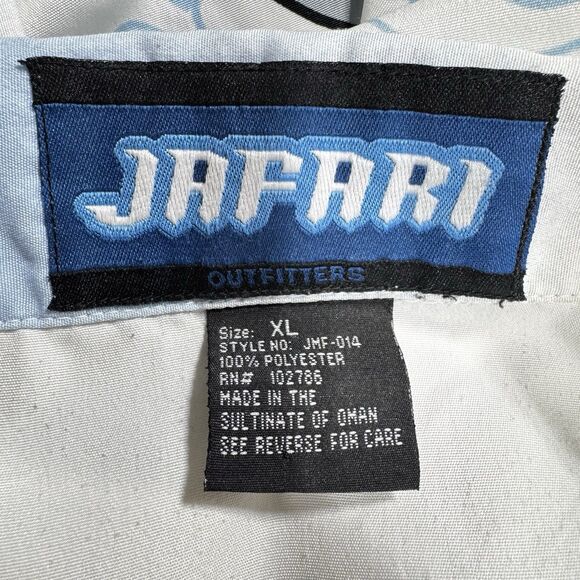 JAFARI
OUTFITTERS
Size: XL
STYLE NO: JMF-014
100% POLYESTER
RN# 102786
MADE IN THE
SULTINATE OF OMAN
SEE REVERSE FOR CARE